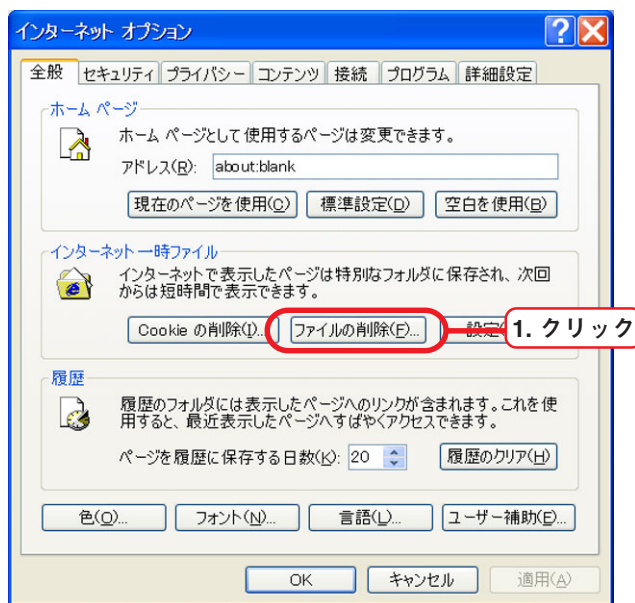 インターネット オプション
全般 セキュリティ プライバシー コンテンツ 接続 プログラム 詳細設定
ホーム ページ
ホーム ページとして使用するページは変更できます。
アドレス(R): about:blank
現在のページを使用(C) 標準設定(D) 空白を使用(B)
インターネット一時ファイル
インターネットで表示したページは特別なフォルダに保存され、次回
からは短時間で表示できます。
Cookie の削除(I)... ファイルの削除(F)... 設定 1. クリック
履歴
履歴のフォルダには表示したページへのリンクが含まれます。これを使
用すると、最近表示したページへすばやくアクセスできます。
ページを履歴に保存する日数(K): 20 履歴のクリア(H)
色(O)... フォント(N)... 言語(L)... ユーザー補助(E)...
OK キャンセル 適用(A)